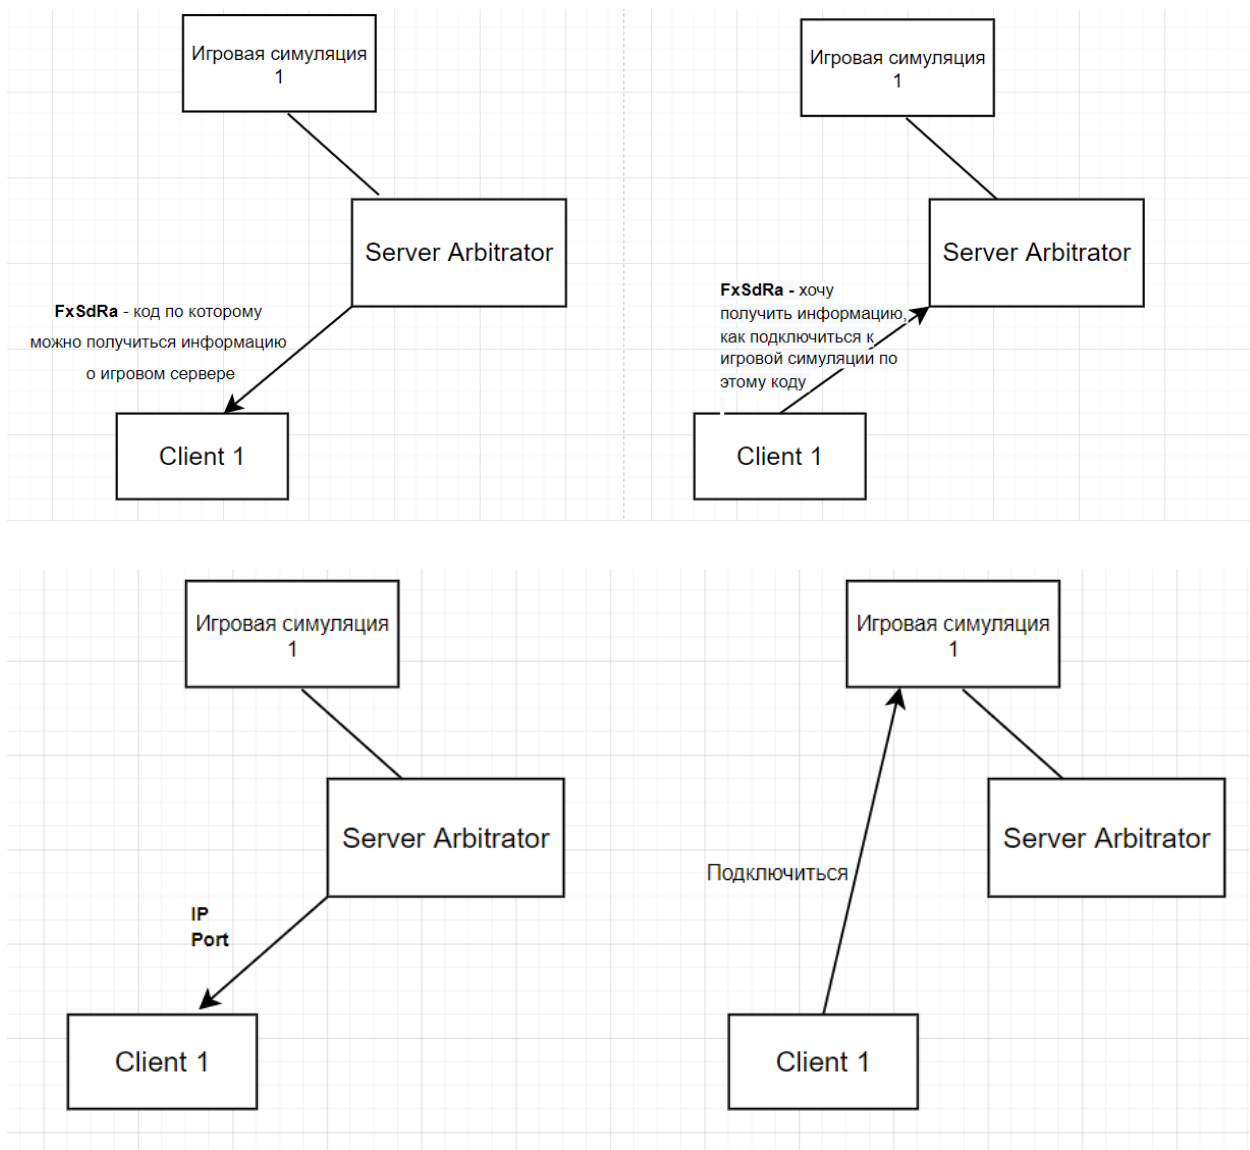 Игровая симуляция
1
Server Arbitrator
FxSdRa - код по которому
можно получиться информацию
о игровом сервере
Client 1
Игровая симуляция
1
Server Arbitrator
FxSdRa - хочу
получить информацию,
как подключиться к
игровой симуляции по
этому коду
Client 1
Игровая симуляция
1
Server Arbitrator
IP
Port
Client 1
Игровая симуляция
1
Server Arbitrator
Подключиться
Client 1